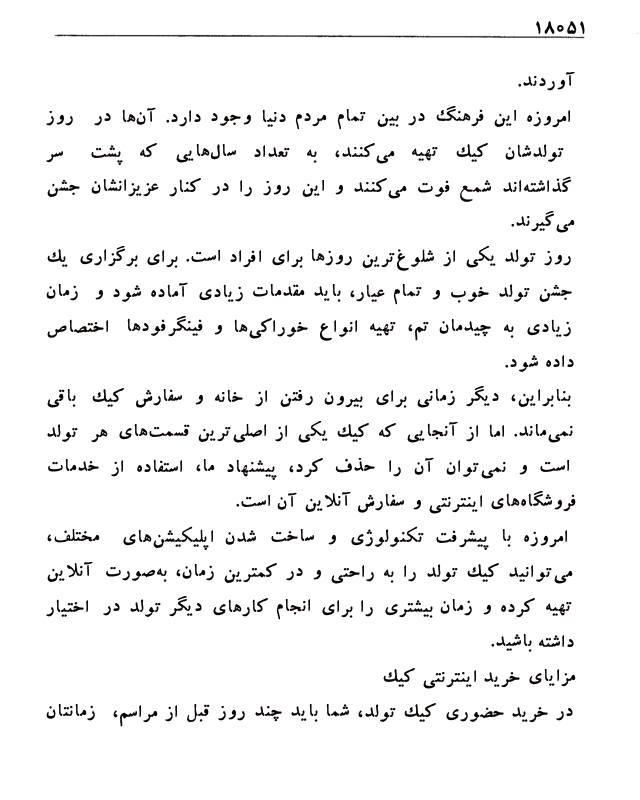 ۱۸۰۵۱
آوردند.
امروزه این فرهنگ در بین تمام مردم دنیا وجود دارد. آن‌ها در روز
تولدشان کیك تهیه می‌کنند، به تعداد سال‌هایی که پشت سر
گذاشته‌اند شمع فوت می‌کنند و این روز را در کنار عزیزانشان جشن
می‌گیرند.
روز تولد یکی از شلوغ‌ترین روزها برای افراد است. برای برگزاری یك
جشن تولد خوب و تمام عیار، باید مقدمات زیادی آماده شود و زمان
زیادی به چیدمان تم، تهیه انواع خوراکی‌ها و فینگرفودها اختصاص
داده شود.
بنابراین، دیگر زمانی برای بیرون رفتن از خانه و سفارش کیك باقی
نمی‌ماند. اما از آنجایی که کیك یکی از اصلی‌ترین قسمت‌های هر تولد
است و نمی‌توان آن را حذف کرد، پیشنهاد ما، استفاده از خدمات
فروشگاه‌های اینترنتی و سفارش آنلاین آن است.
امروزه با پیشرفت تکنولوژی و ساخت شدن اپلیکیشن‌های مختلف،
می‌توانید کیك تولد را به راحتی و در کمترین زمان، به‌صورت آنلاین
تهیه کرده و زمان بیشتری را برای انجام کارهای دیگر تولد در اختیار
داشته باشید.
مزایای خرید اینترنتی کیك
در خرید حضوری کیك تولد، شما باید چند روز قبل از مراسم، زمانتان